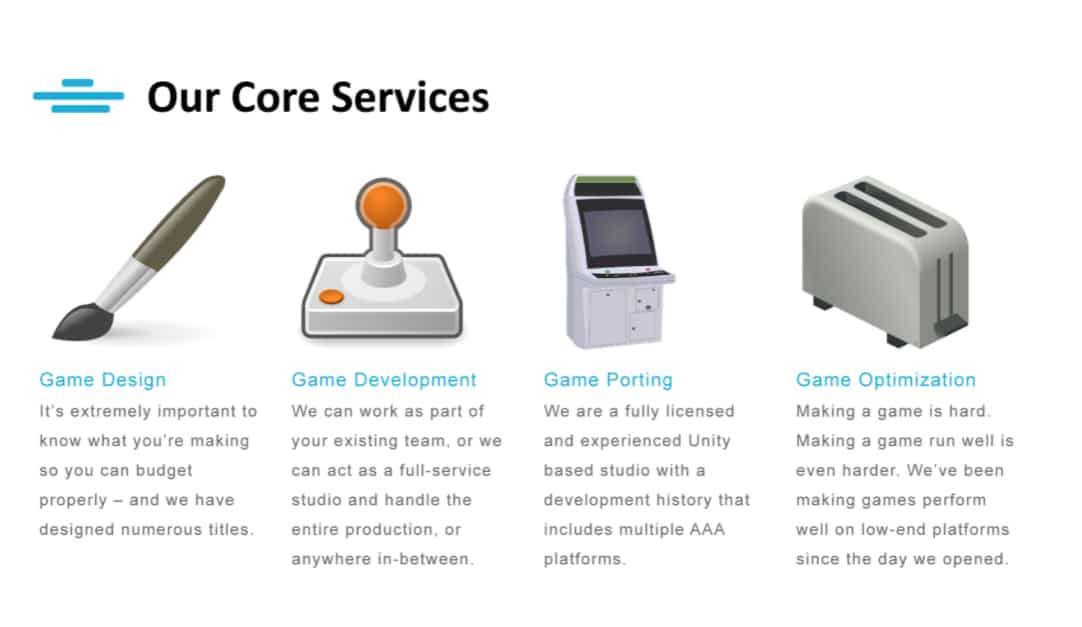 Our Core Services
Game Design
It’s extremely important to
know what you’re making
so you can budget
properly – and we have
designed numerous titles.
Game Development
We can work as part of
your existing team, or we
can act as a full-service
studio and handle the
entire production, or
anywhere in-between.
Game Porting
We are a fully licensed
and experienced Unity
based studio with a
development history that
includes multiple AAA
platforms.
Game Optimization
Making a game is hard.
Making a game run well is
even harder. We’ve been
making games perform
well on low-end platforms
since the day we opened.